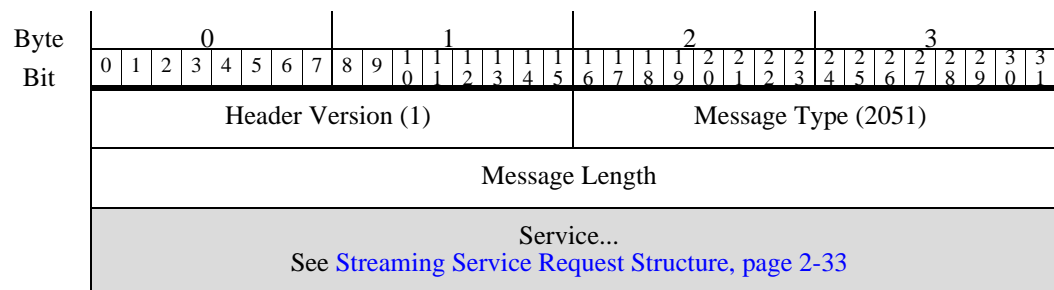 Byte 0 1 2 3
Bit 0 1 2 3 4 5 6 7 8 9 10 11 12 13 14 15 16 17 18 19 20 21 22 23 24 25 26 27 28 29 30 31
Header Version (1) Message Type (2051)
Message Length
Service...
See Streaming Service Request Structure, page 2-33